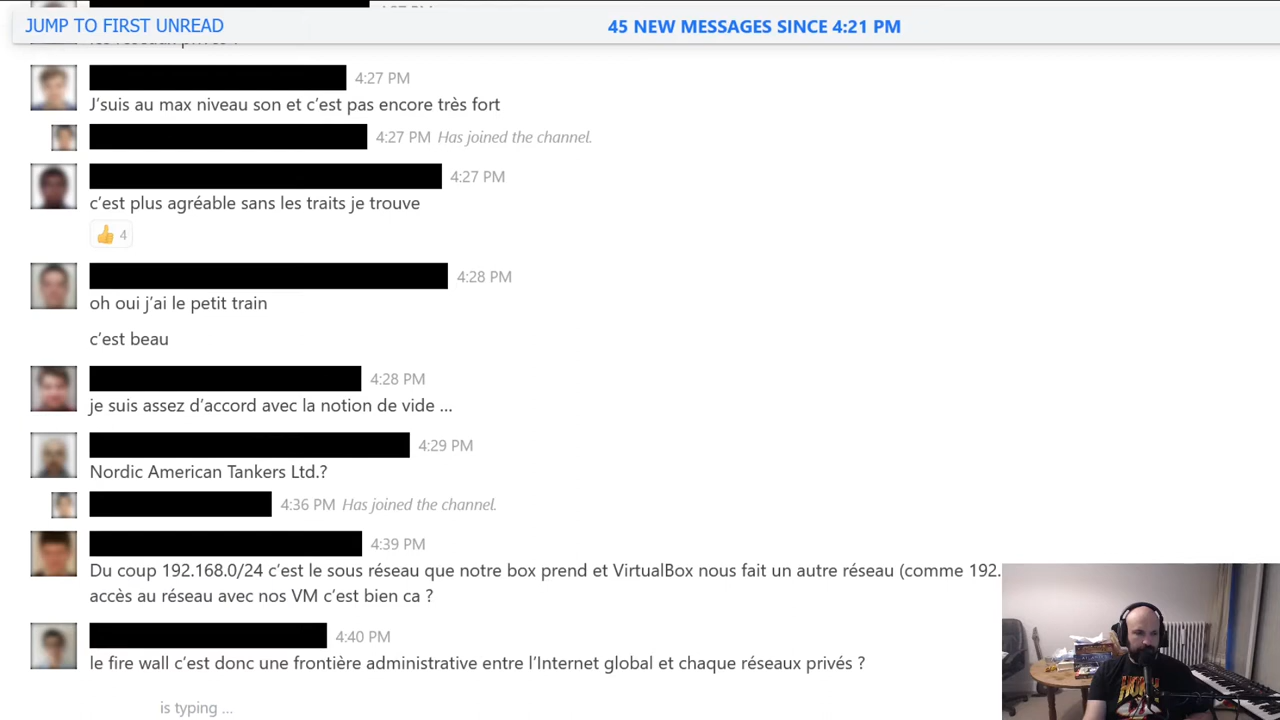 JUMP TO FIRST UNREAD
45 NEW MESSAGES SINCE 4:21 PM
4:27 PM
J'suis au max niveau son et c'est pas encore très fort
4:27 PM Has joined the channel.
4:27 PM
c'est plus agréable sans les traits je trouve
4
4:28 PM
oh oui j'ai le petit train
c'est beau
4:28 PM
je suis assez d'accord avec la notion de vide ...
4:29 PM
Nordic American Tankers Ltd.?
4:36 PM Has joined the channel.
4:39 PM
Du coup 192.168.0/24 c'est le sous réseau que notre box prend et VirtualBox nous fait un autre réseau (comme 192.
accès au réseau avec nos VM c'est bien ca ?
4:40 PM
le fire wall c'est donc une frontière administrative entre l'Internet global et chaque réseaux privés ?
is typing ...